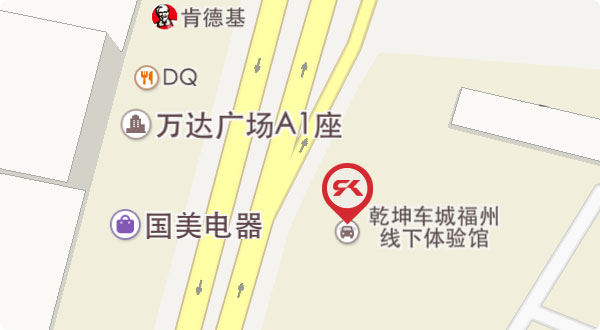 肯德基
DQ
万达广场A1座
国美电器
乾坤车城福州
线下体验馆